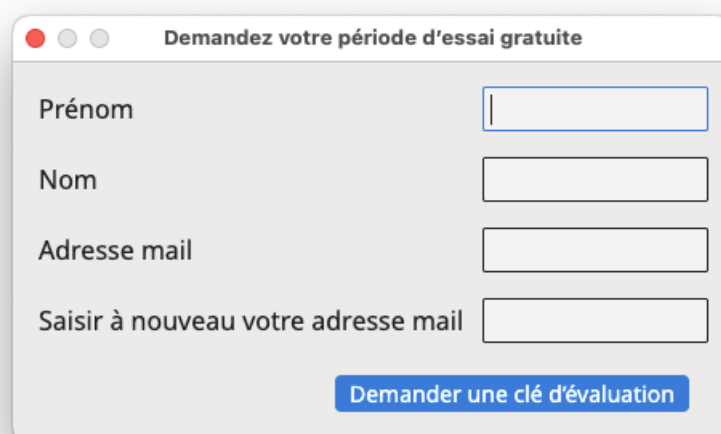 Demandez votre période d’essai gratuite
Prénom
Nom
Adresse mail
Saisir à nouveau votre adresse mail
Demander une clé d’évaluation